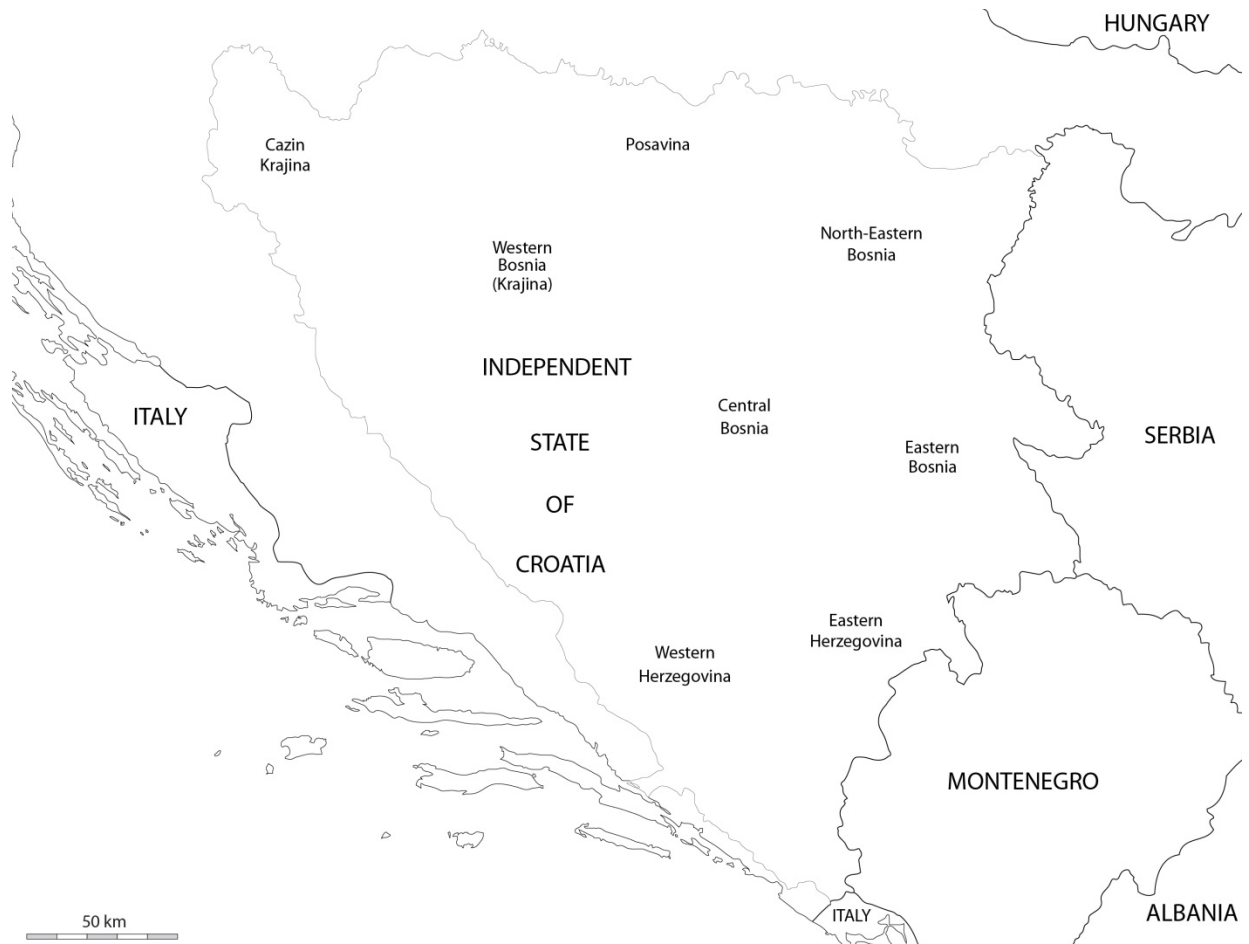 HUNGARY
Cazin
Krajina
Posavina
North-Eastern
Bosnia
Western
Bosnia
(Krajina)
INDEPENDENT
STATE
OF
CROATIA
ITALY
Central
Bosnia
Eastern
Bosnia
SERBIA
Eastern
Herzegovina
Western
Herzegovina
MONTENEGRO
ITALY
ALBANIA
50 km